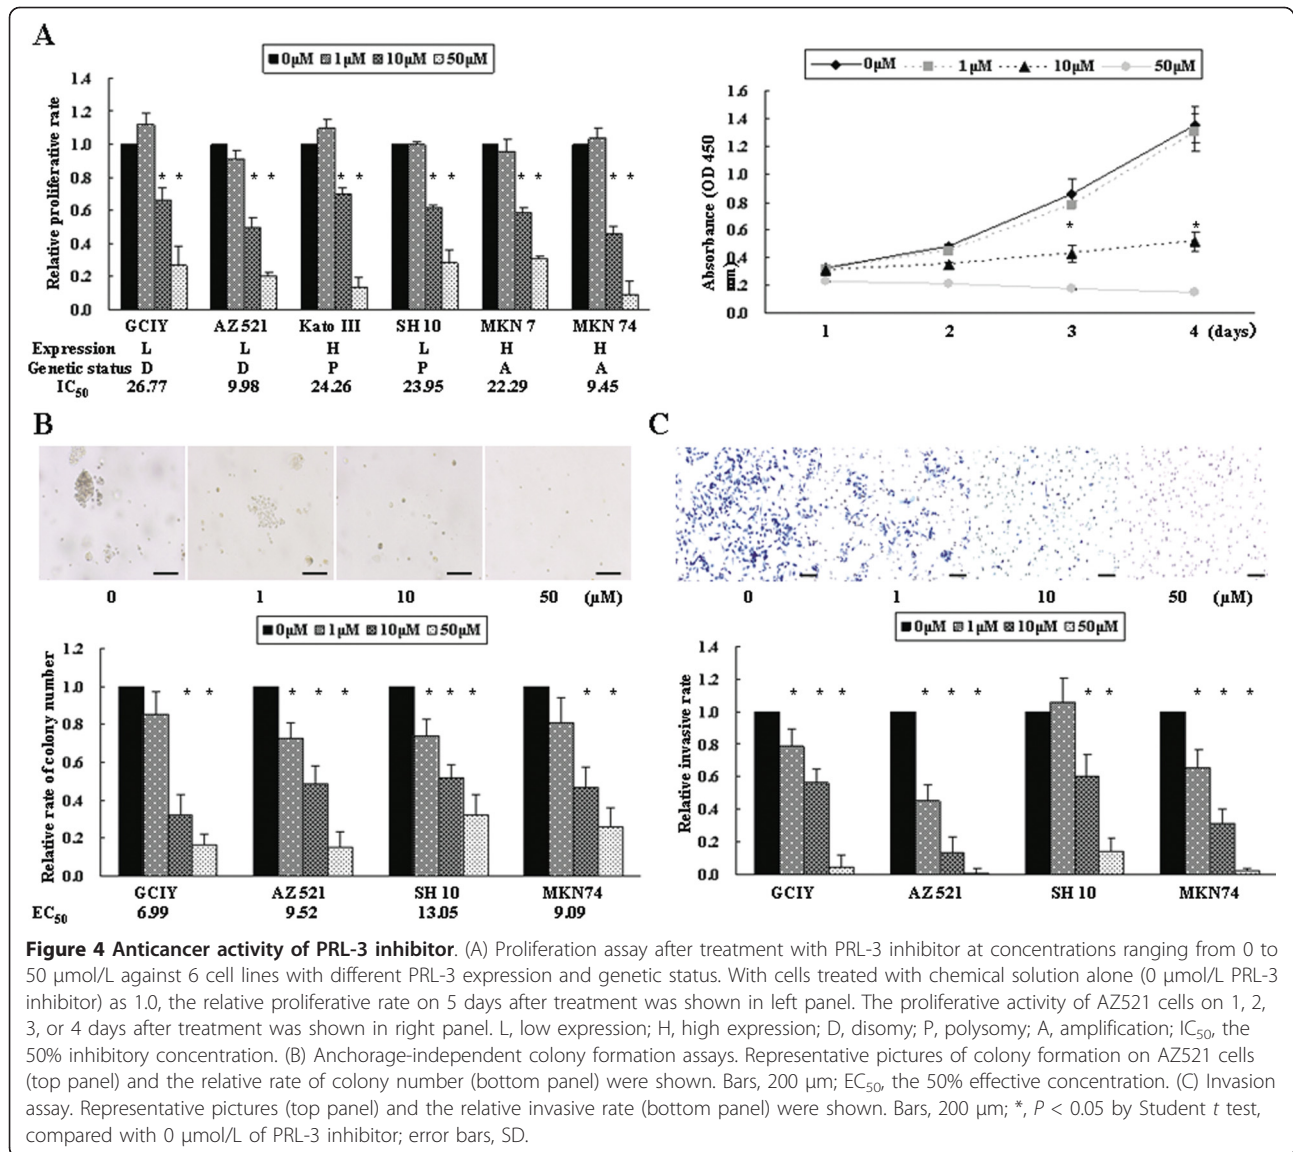 A
0μM 1μM 10μM 50μM
Relative proliferative rate
1.4
1.2
1.0
0.8
0.6
0.4
0.2
0.0
* * * * * * * * * * * *
GCIY AZ 521 Kato III SH 10 MKN 7 MKN 74
Expression L L H L H H
Genetic status D D P P A A
IC50 26.77 9.98 24.26 23.95 22.29 9.45
0μM 1μM 10μM 50μM
Absorbance (OD 450
nm)
1.6
1.4
1.2
1.0
0.8
0.6
0.4
0.2
0.0
* *
1 2 3 4 (days)
B
0 1 10 50 (μM)
0μM 1μM 10μM 50μM
Relative rate of colony number
1.2
1.0
0.8
0.6
0.4
0.2
0.0
* * * * * * * * * *
GCIY AZ 521 SH 10 MKN74
EC50 6.99 9.52 13.05 9.09
C
0 1 10 50 (μM)
0μM 1μM 10μM 50μM
Relative invasive rate
1.4
1.2
1.0
0.8
0.6
0.4
0.2
0.0
* * * * * * * * * * *
GCIY AZ 521 SH 10 MKN74
Figure 4 Anticancer activity of PRL-3 inhibitor. (A) Proliferation assay after treatment with PRL-3 inhibitor at concentrations ranging from 0 to
50 μmol/L against 6 cell lines with different PRL-3 expression and genetic status. With cells treated with chemical solution alone (0 μmol/L PRL-3
inhibitor) as 1.0, the relative proliferative rate on 5 days after treatment was shown in left panel. The proliferative activity of AZ521 cells on 1, 2,
3, or 4 days after treatment was shown in right panel. L, low expression; H, high expression; D, disomy; P, polysomy; A, amplification; IC50, the
50% inhibitory concentration. (B) Anchorage-independent colony formation assays. Representative pictures of colony formation on AZ521 cells
(top panel) and the relative rate of colony number (bottom panel) were shown. Bars, 200 μm; EC50, the 50% effective concentration. (C) Invasion
assay. Representative pictures (top panel) and the relative invasive rate (bottom panel) were shown. Bars, 200 μm; *, P < 0.05 by Student t test,
compared with 0 μmol/L of PRL-3 inhibitor; error bars, SD.